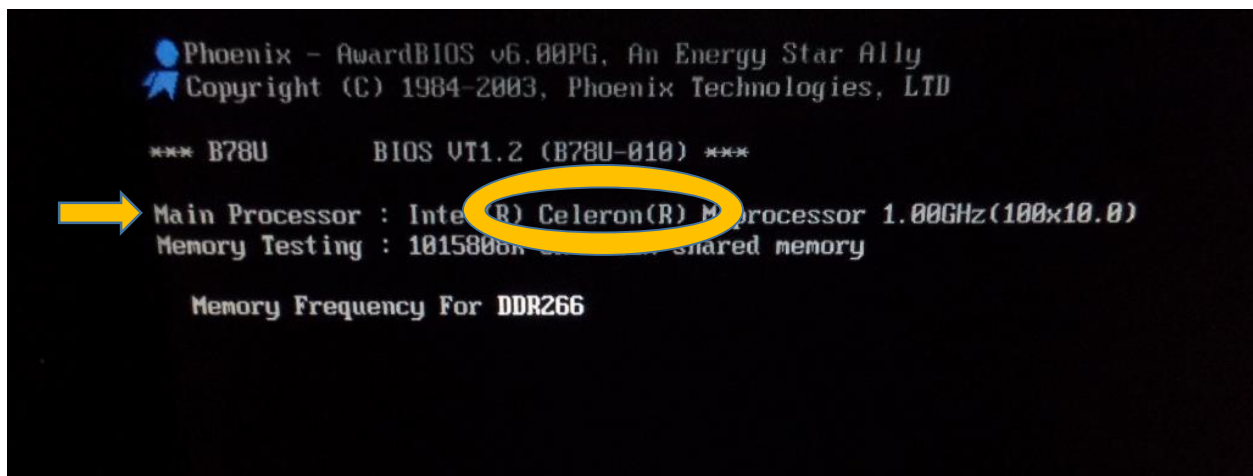 Phoenix - AwardBIOS v6.00PG, An Energy Star Ally
Copyright (C) 1984-2003, Phoenix Technologies, LTD
*** B78U BIOS VT1.2 (B78U-010) ***
Main Processor : Intel(R) Celeron(R) M processor 1.00GHz(100x10.0)
Memory Testing : shared memory
Memory Frequency For DDR266